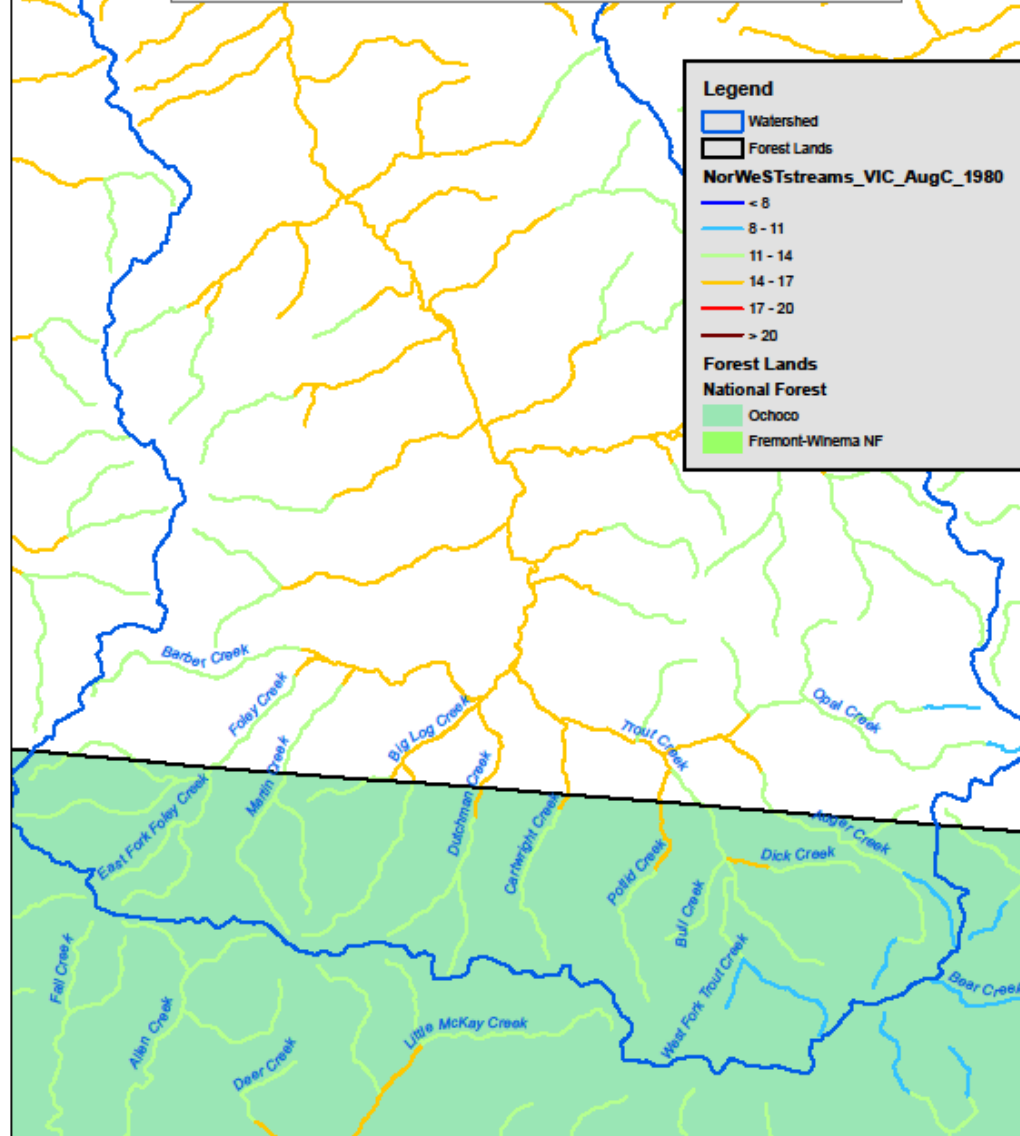 Legend
Watershed
Forest Lands
NorWeSTstreams_VIC_AugC_1980
< 8
8 - 11
11 - 14
14 - 17
17 - 20
> 20
Forest Lands
National Forest
Ochoco
Fremont-Winema NF
Barber Creek
Foley Creek
Martin Creek
Big Log Creek
Dutchman Creek
Trout Creek
Opal Creek
East Fork Foley Creek
Cartwright Creek
Potlid Creek
Auger Creek
Dick Creek
Bull Creek
West Fork Trout Creek
Bear Creek
Fall Creek
Allen Creek
Deer Creek
Little McKay Creek